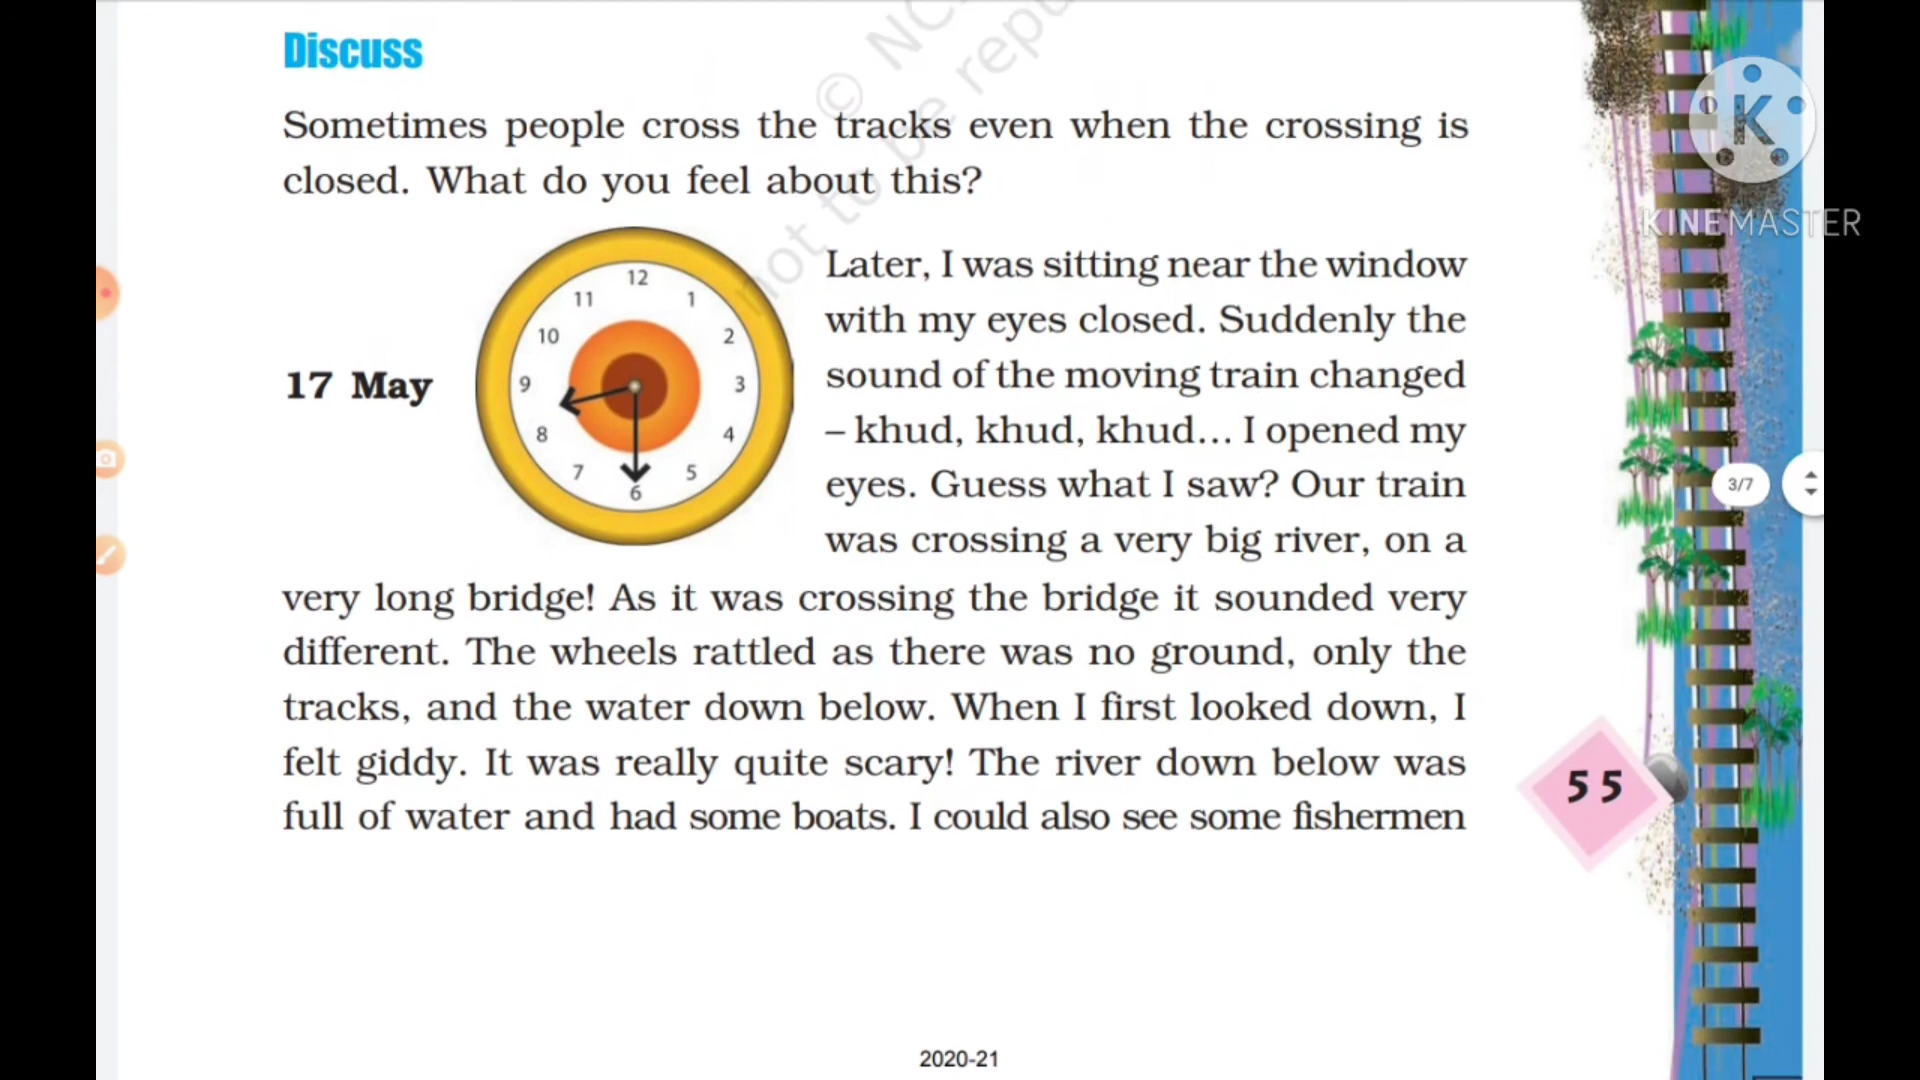 Discuss
© NC
not to be repu
Sometimes people cross the tracks even when the crossing is
closed. What do you feel about this?
K
KINEMASTER
17 May
12
11
1
10
2
9
3
8
4
7
5
6
Later, I was sitting near the window
with my eyes closed. Suddenly the
sound of the moving train changed
– khud, khud, khud... I opened my
eyes. Guess what I saw? Our train
was crossing a very big river, on a
very long bridge! As it was crossing the bridge it sounded very
different. The wheels rattled as there was no ground, only the
tracks, and the water down below. When I first looked down, I
felt giddy. It was really quite scary! The river down below was
full of water and had some boats. I could also see some fishermen
3/7
55
2020-21